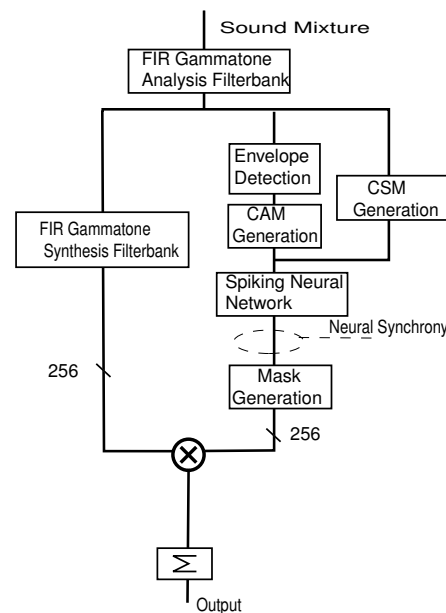 Sound Mixture
FIR Gammatone
Analysis Filterbank
Envelope
Detection
CAM
Generation
CSM
Generation
FIR Gammatone
Synthesis Filterbank
Spiking Neural
Network
Neural Synchrony
256
Mask
Generation
256
Σ
Output